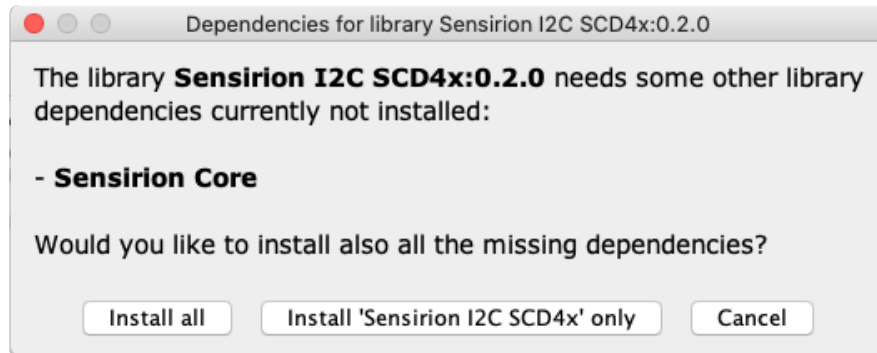 Dependencies for library Sensirion I2C SCD4x:0.2.0
The library Sensirion I2C SCD4x:0.2.0 needs some other library
dependencies currently not installed:
- Sensirion Core
Would you like to install also all the missing dependencies?
Install all Install 'Sensirion I2C SCD4x' only Cancel